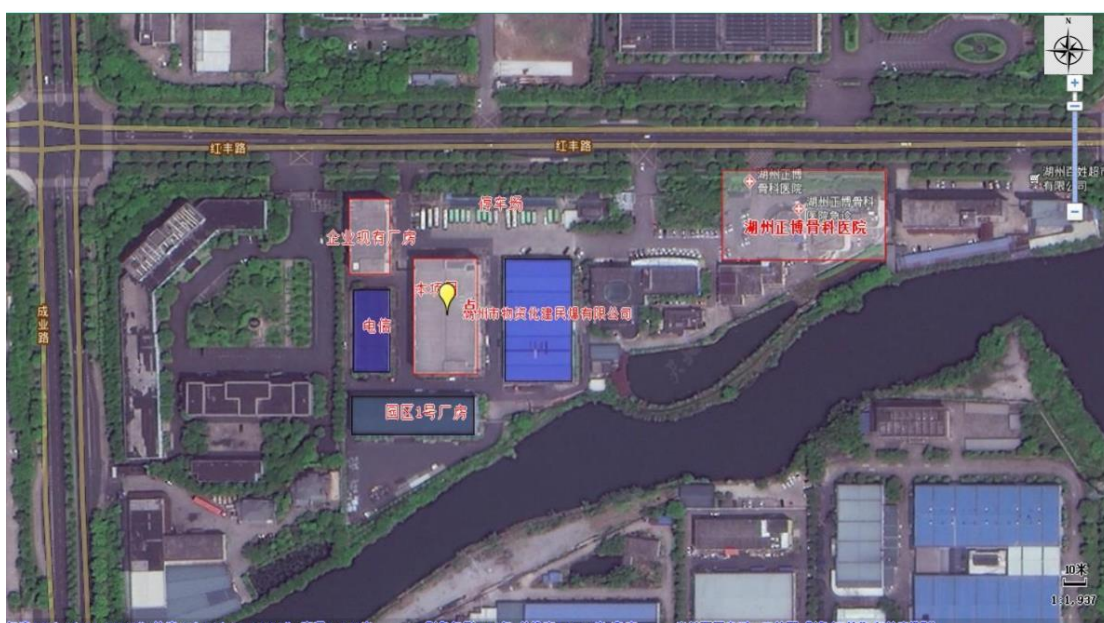 N
红丰路
红丰路
湖州正博
骨科医院
湖州正博骨科
医院急诊
湖州正博骨科医院
停车场
企业现有厂房
本项目
点
湖州市物资化建民爆有限公司
电信
园区1号厂房
成业路
10米
1:1,937